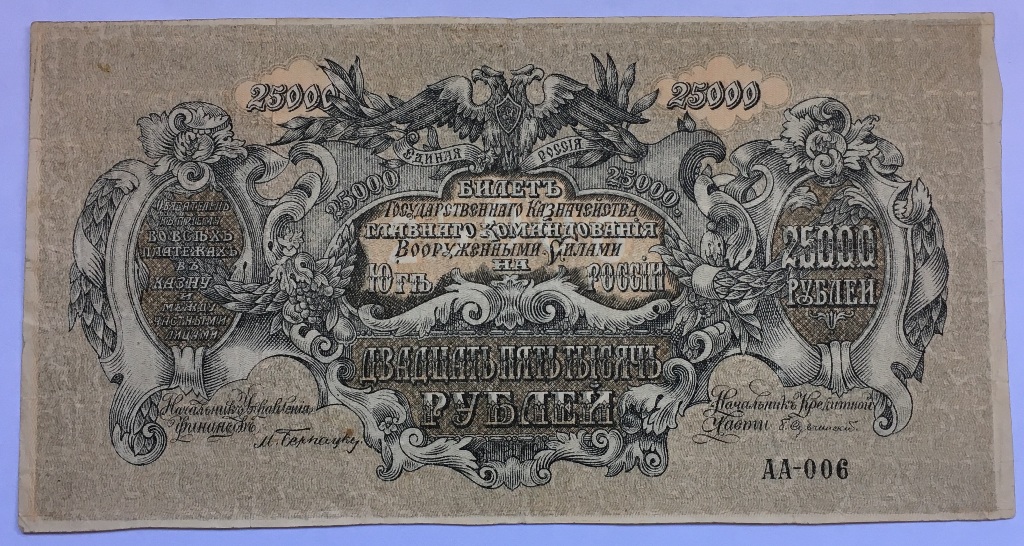 25000
25000
ЕДИНАЯ РОССІЯ
25000
25000.
БИЛЕТЪ
ГОСУДАРСТВЕННАГО КАЗНАЧЕЙСТВА
ГЛАВНАГО КОМАНДОВАНІЯ
ВООРУЖЕННЫМИ СИЛАМИ
НА
ЮГѢ РОССІИ
ОБЯЗАТЕЛЕНЪ
КЪ ПРІЕМУ
ВО ВСѢХЪ
ПЛАТЕЖАХЪ
ВЪ
КАЗНУ
И
МЕЖДУ
ЧАСТНЫМИ
ЛИЦАМИ
25000
РУБЛЕЙ
ДВАДЦАТЬ ПЯТЬ ТЫСЯЧЪ
РУБЛЕЙ
Начальникъ Управленія
Финансовъ
М. Бернацкій
Начальникъ Кредитной
Части
АА-006